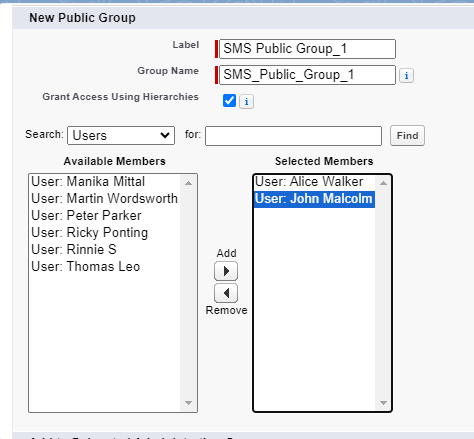 New Public Group
Label
SMS Public Group_1
Group Name
SMS_Public_Group_1
i
Grant Access Using Hierarchies
i
Search:
Users
for:
Find
Available Members
Selected Members
User: Manika Mittal
User: Martin Wordsworth
User: Peter Parker
User: Ricky Ponting
User: Rinnie S
User: Thomas Leo
Add
Remove
User: Alice Walker
User: John Malcolm